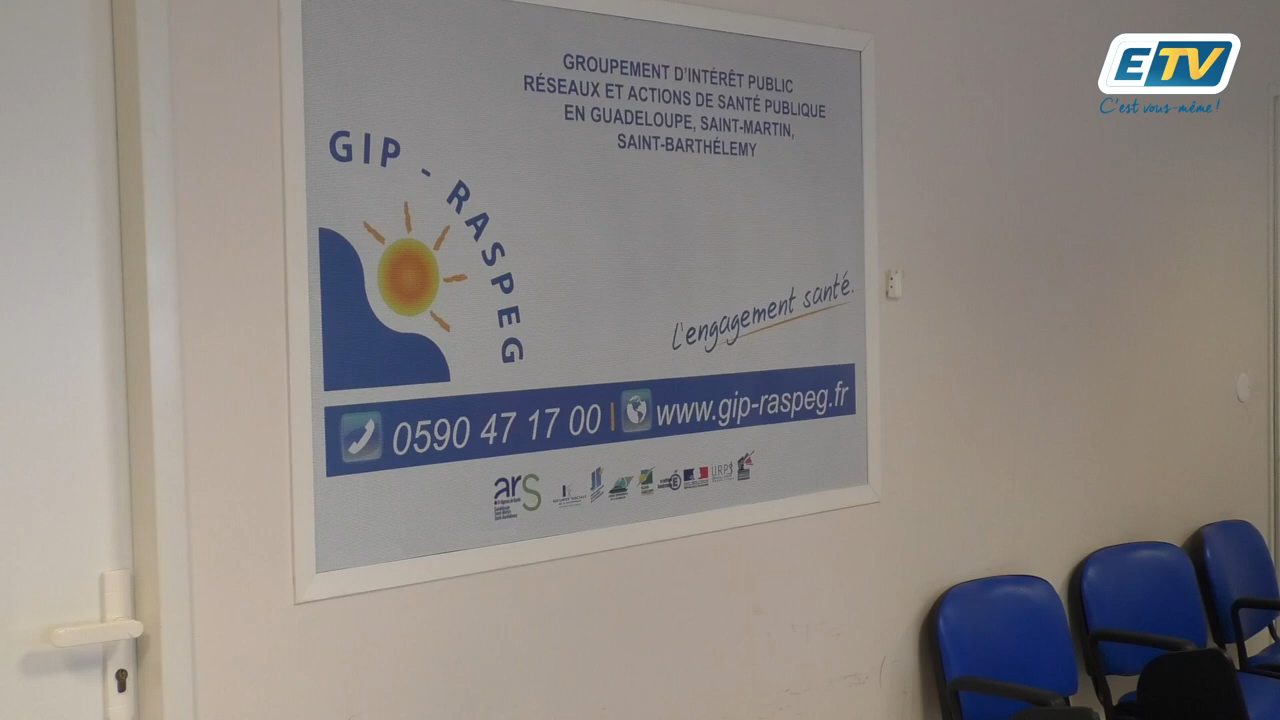 ETV
C'est vous-même !
GROUPEMENT D'INTÉRÊT PUBLIC
RÉSEAUX ET ACTIONS DE SANTÉ PUBLIQUE
EN GUADELOUPE, SAINT-MARTIN,
SAINT-BARTHÉLEMY
GIP - RASPEG
l'engagement santé.
0590 47 17 00 | www.gip-raspeg.fr
ars
URPS